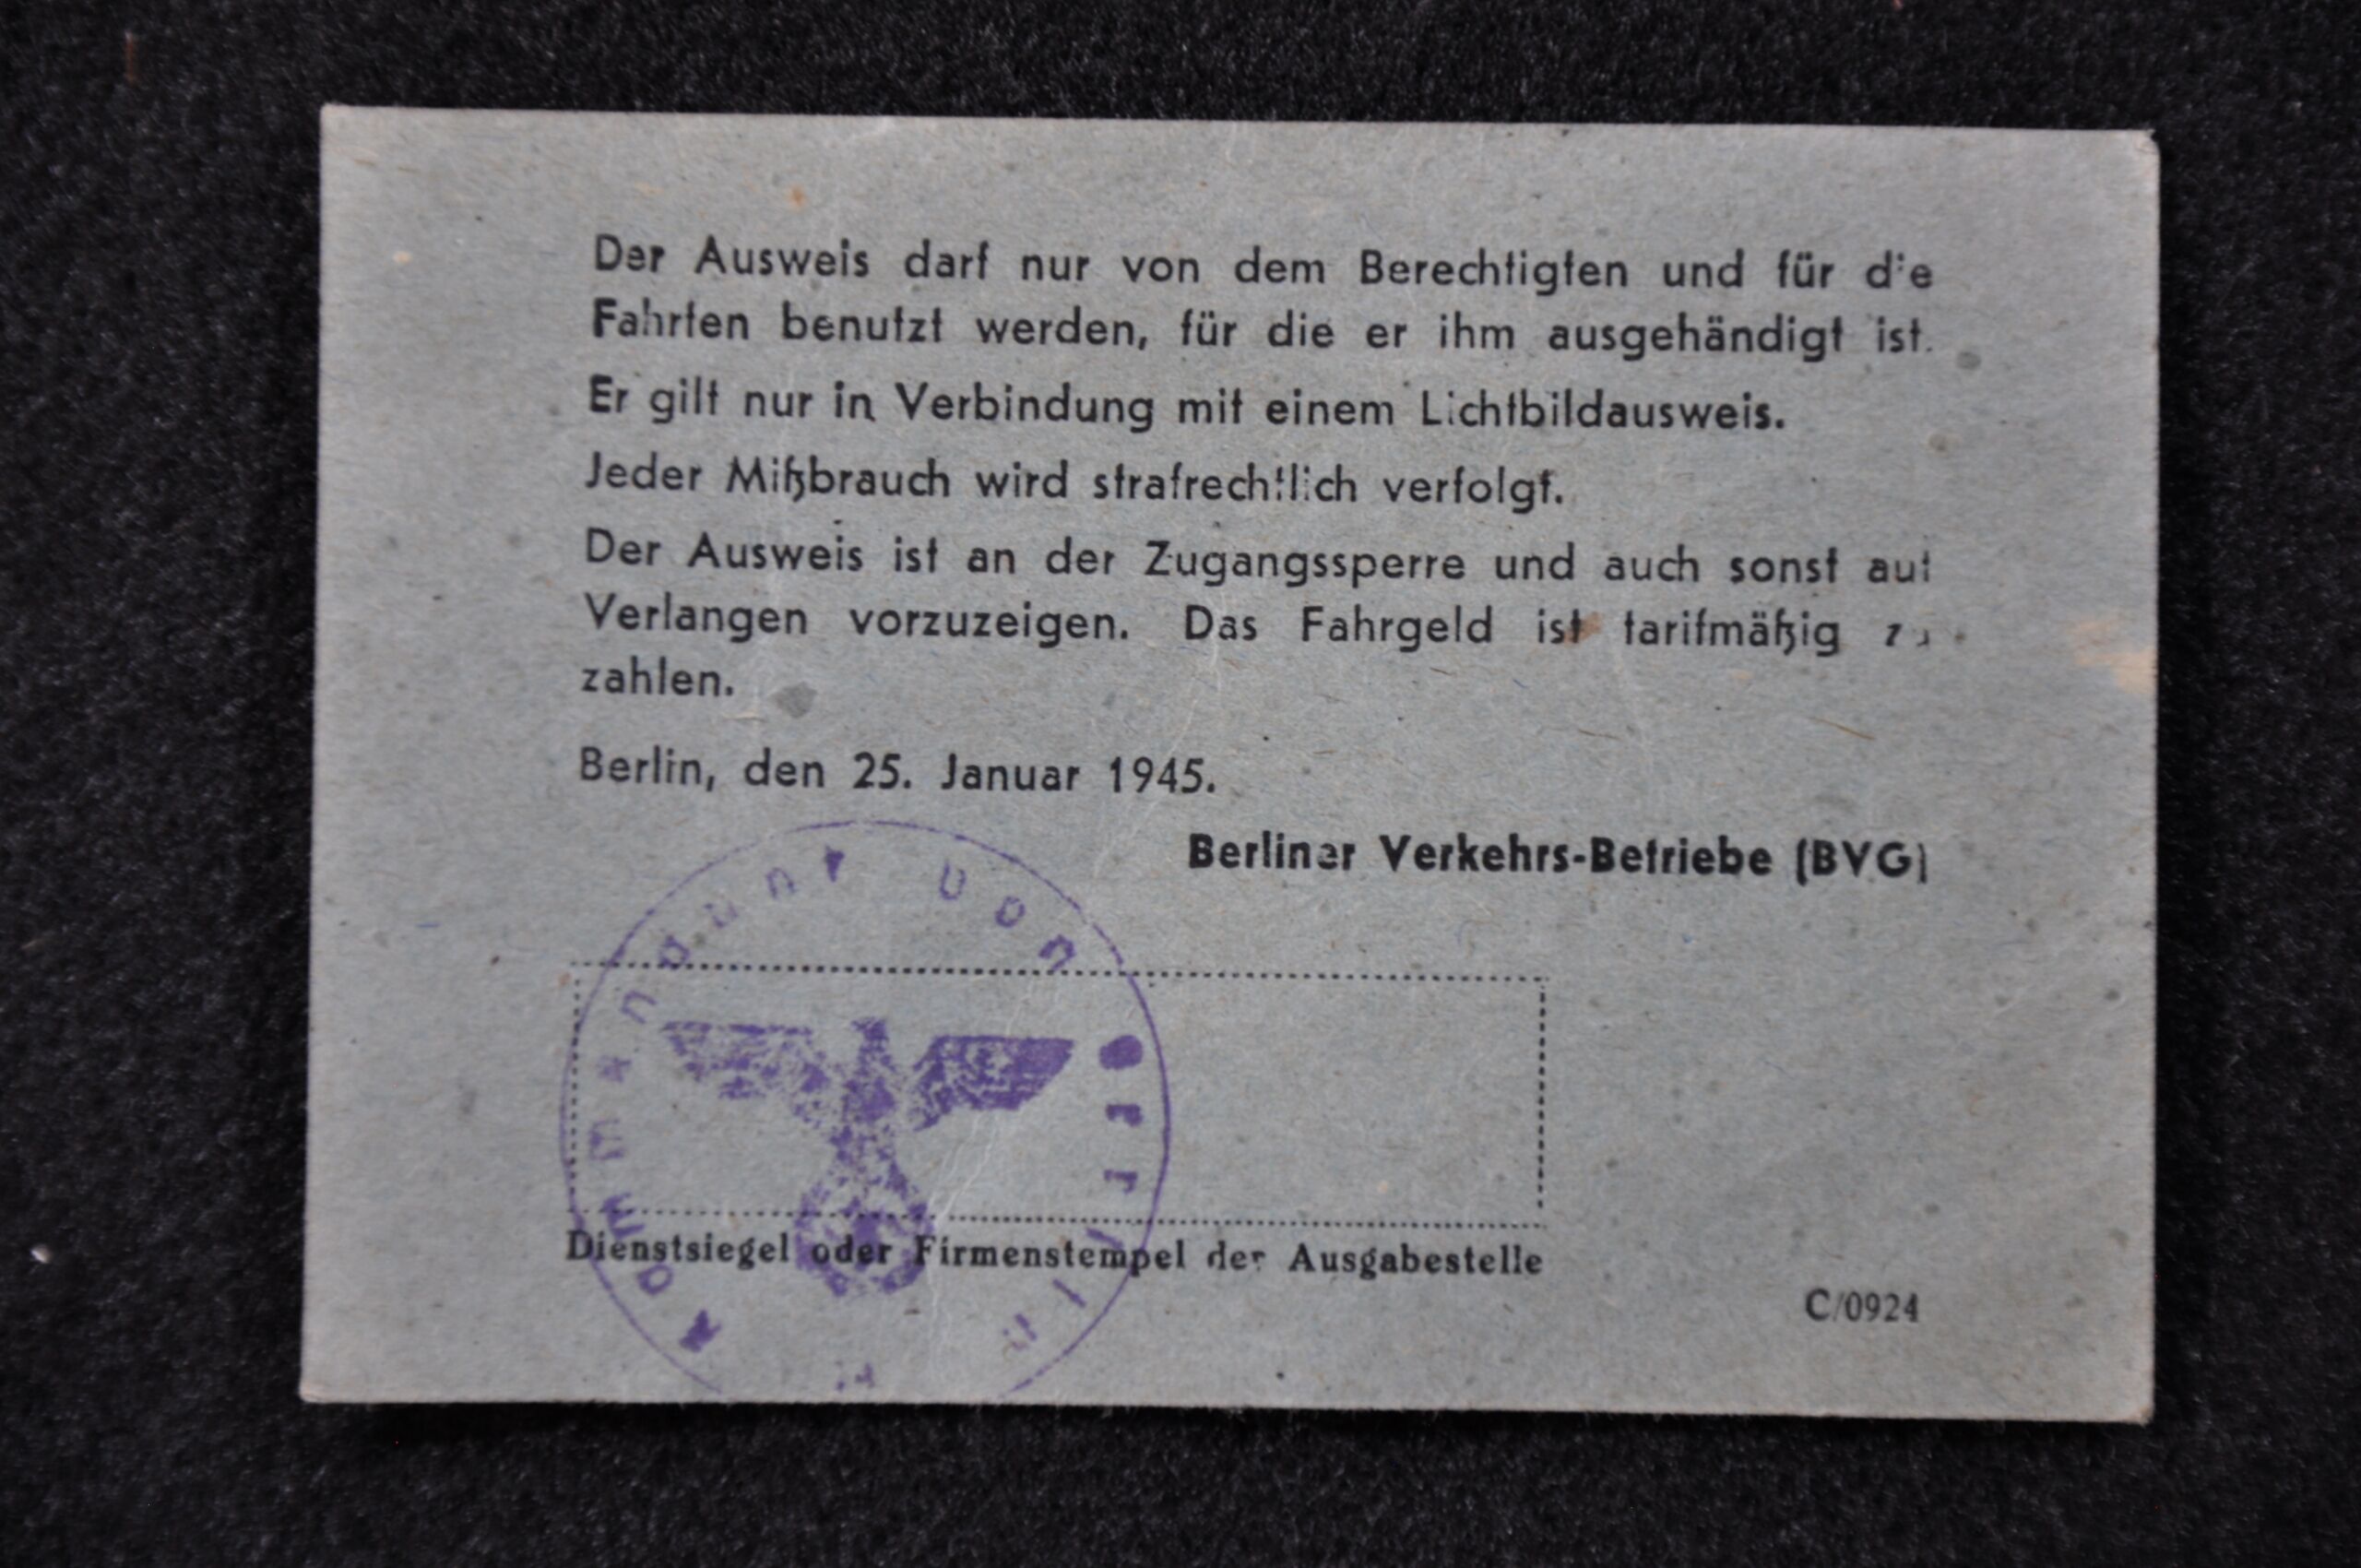 Der Ausweis darf nur von dem Berechtigten und für die
Fahrten benutzt werden, für die er ihm ausgehändigt ist.
Er gilt nur in Verbindung mit einem Lichtbildausweis.
Jeder Mißbrauch wird strafrechtlich verfolgt.
Der Ausweis ist an der Zugangssperre und auch sonst auf
Verlangen vorzuzeigen. Das Fahrgeld ist tarifmäßig zu
zahlen.
Berlin, den 25. Januar 1945.
Berliner Verkehrs-Betriebe (BVG)
Kommandantur von Berlin
Dienstsiegel oder Firmenstempel der Ausgabestelle
C/0924